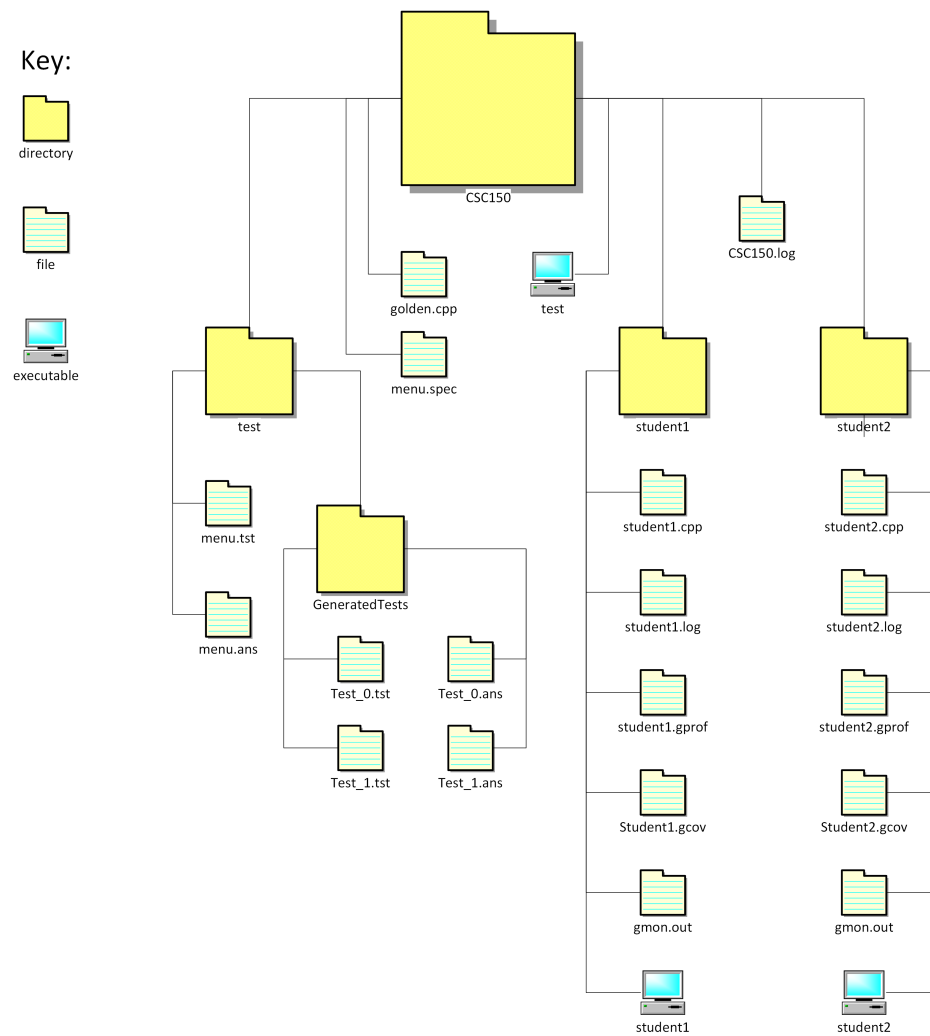 Key:
directory
file
executable
CSC150
golden.cpp
menu.spec
test
CSC150.log
test
student1
student2
menu.tst
menu.ans
GeneratedTests
Test_0.tst
Test_0.ans
Test_1.tst
Test_1.ans
student1.cpp
student2.cpp
student1.log
student2.log
student1.gprof
student2.gprof
Student1.gcov
Student2.gcov
gmon.out
gmon.out
student1
student2